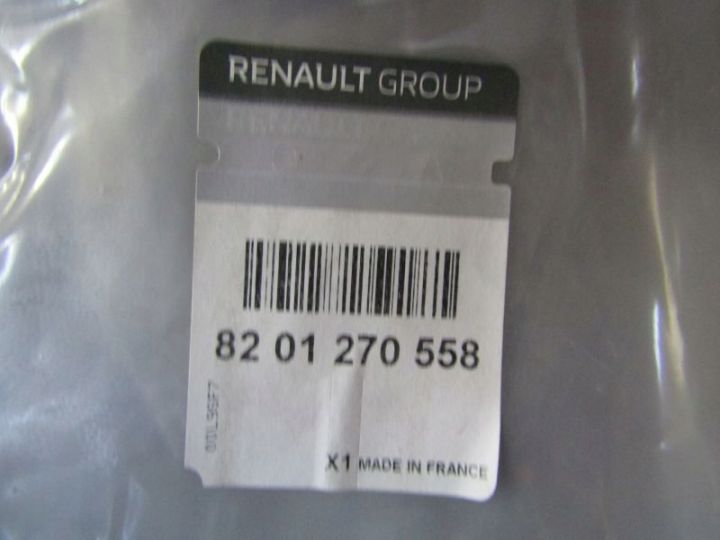 RENAULT GROUP
82 01 270 558
X1 MADE IN FRANCE